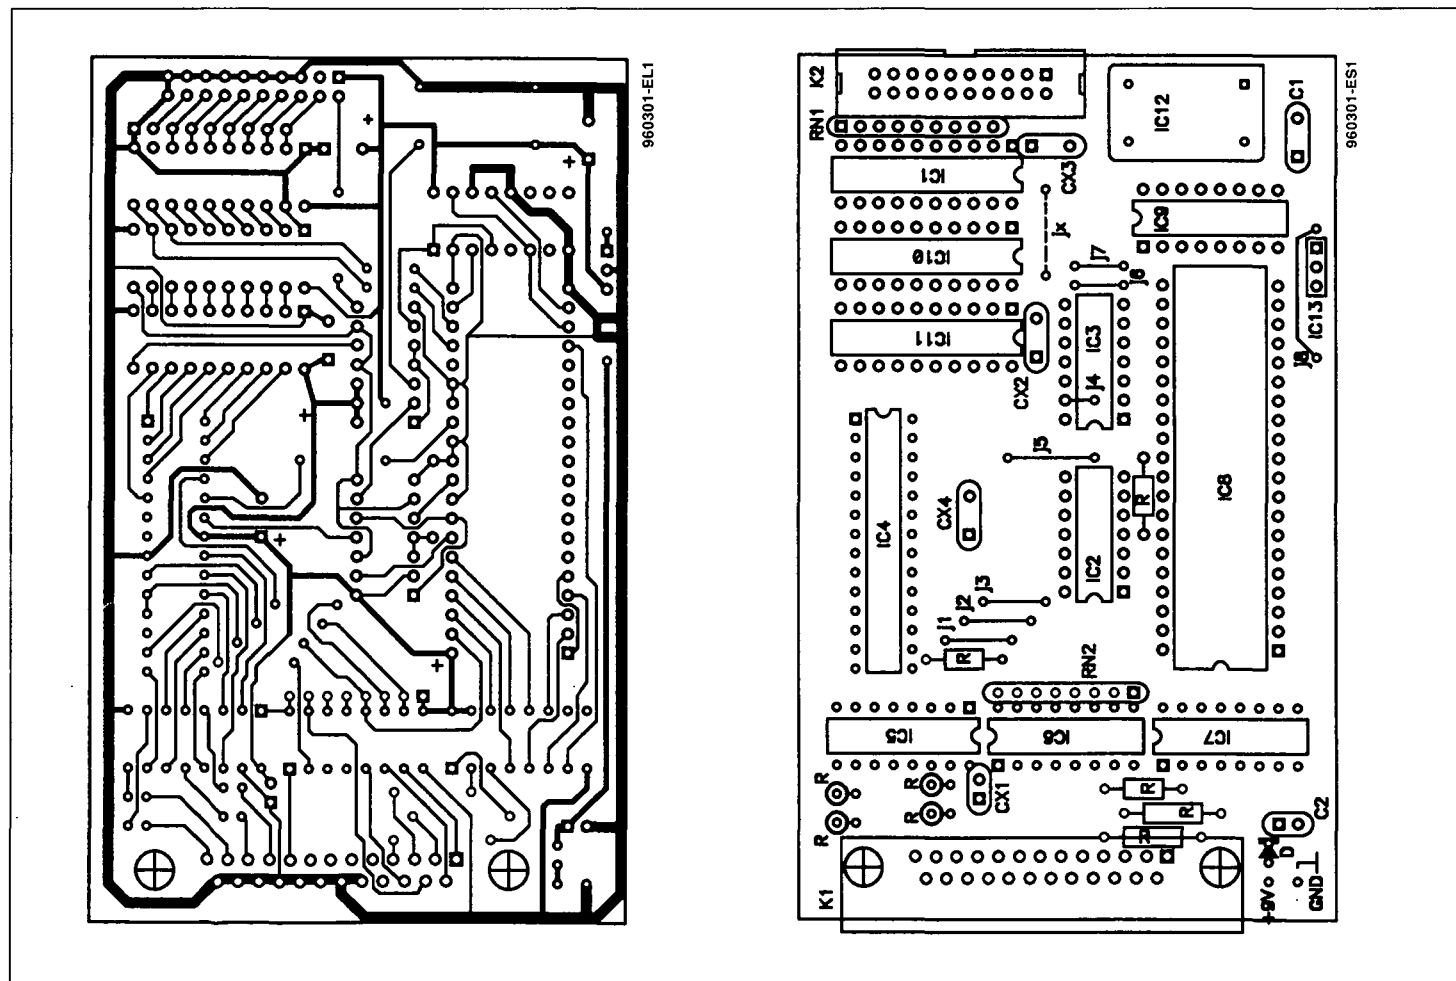 960301-EL1
+
+
+
+
+
960301-ES1
K2
RN1
IC12
C1
IC1
CX3
IC9
Jx
IC10
J7
J6
IC13
IC11
IC3
J8
CX2
J4
J5
IC4
CX4
R
IC8
IC2
J3
J2
J1
R
RN2
IC5
IC6
IC7
R
R
CX1
R
R
R
R
R
C2
D
K1
+9V
GND